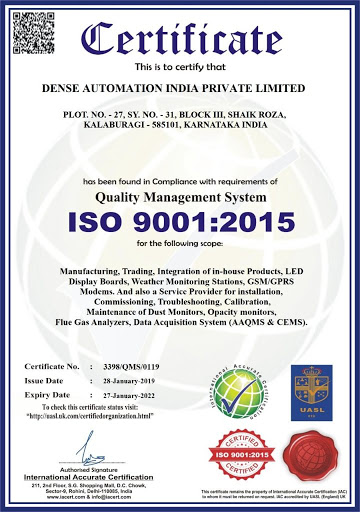 Certificate
This is to certify that
DENSE AUTOMATION INDIA PRIVATE LIMITED
PLOT. NO. - 27, SY. NO. - 31, BLOCK III, SHAIK ROZA,
KALABURAGI - 585101, KARNATAKA INDIA
has been found in Compliance with requirements of
Quality Management System
ISO 9001:2015
for the following scope:
Manufacturing, Trading, Integration of in-house Products, LED
Display Boards, Weather Monitoring Stations, GSM/GPRS
Modems. And also a Service Provider for installation,
Commissioning, Troubleshooting, Calibration,
Maintenance of Dust Monitors, Opacity monitors,
Flue Gas Analyzers, Data Acquisition System (AAQMS & CEMS).
Certificate No. : 3398/QMS/0119
Issue Date : 28-January-2019
Expiry Date : 27-January-2022
To check this certificate status visit:
"http://uasl.uk.com/certifiedorganization.html"
International Accurate Certification
UASL
Authorised Signature
International Accurate Certification
211, 2nd Floor, S.G. Shopping Mall, D.C. Chowk,
Sector-9, Rohini, Delhi-110085, India
www.iacert.com & info@iacert.com
CERTIFIED
ISO 9001:2015
CERTIFIED
This certificate remains the property of International Accurate Certification (IAC)
to whom it must be returned on request. IAC accredited by UASL (England) UK